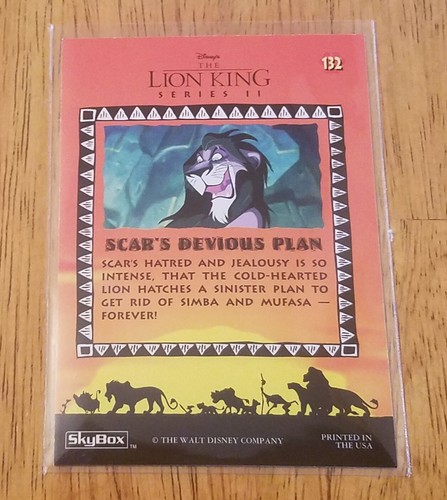 Disney's
THE
LION KING
SERIES II
132
SCAR'S DEVIOUS PLAN
SCAR'S HATRED AND JEALOUSY IS SO
INTENSE, THAT THE COLD-HEARTED
LION HATCHES A SINISTER PLAN TO
GET RID OF SIMBA AND MUFASA —
FOREVER!
SKYBOX™
© THE WALT DISNEY COMPANY
PRINTED IN
THE USA